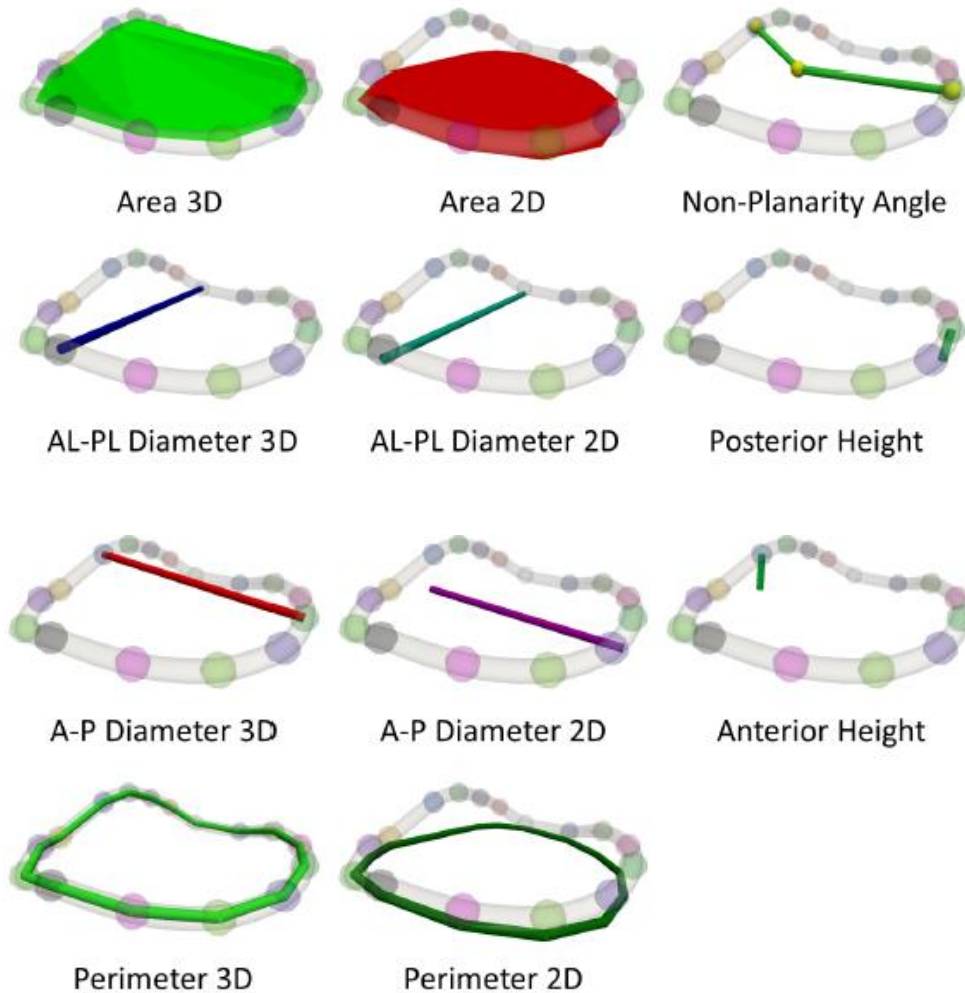 Area 3D
Area 2D
Non-Planarity Angle
AL-PL Diameter 3D
AL-PL Diameter 2D
Posterior Height
A-P Diameter 3D
A-P Diameter 2D
Anterior Height
Perimeter 3D
Perimeter 2D